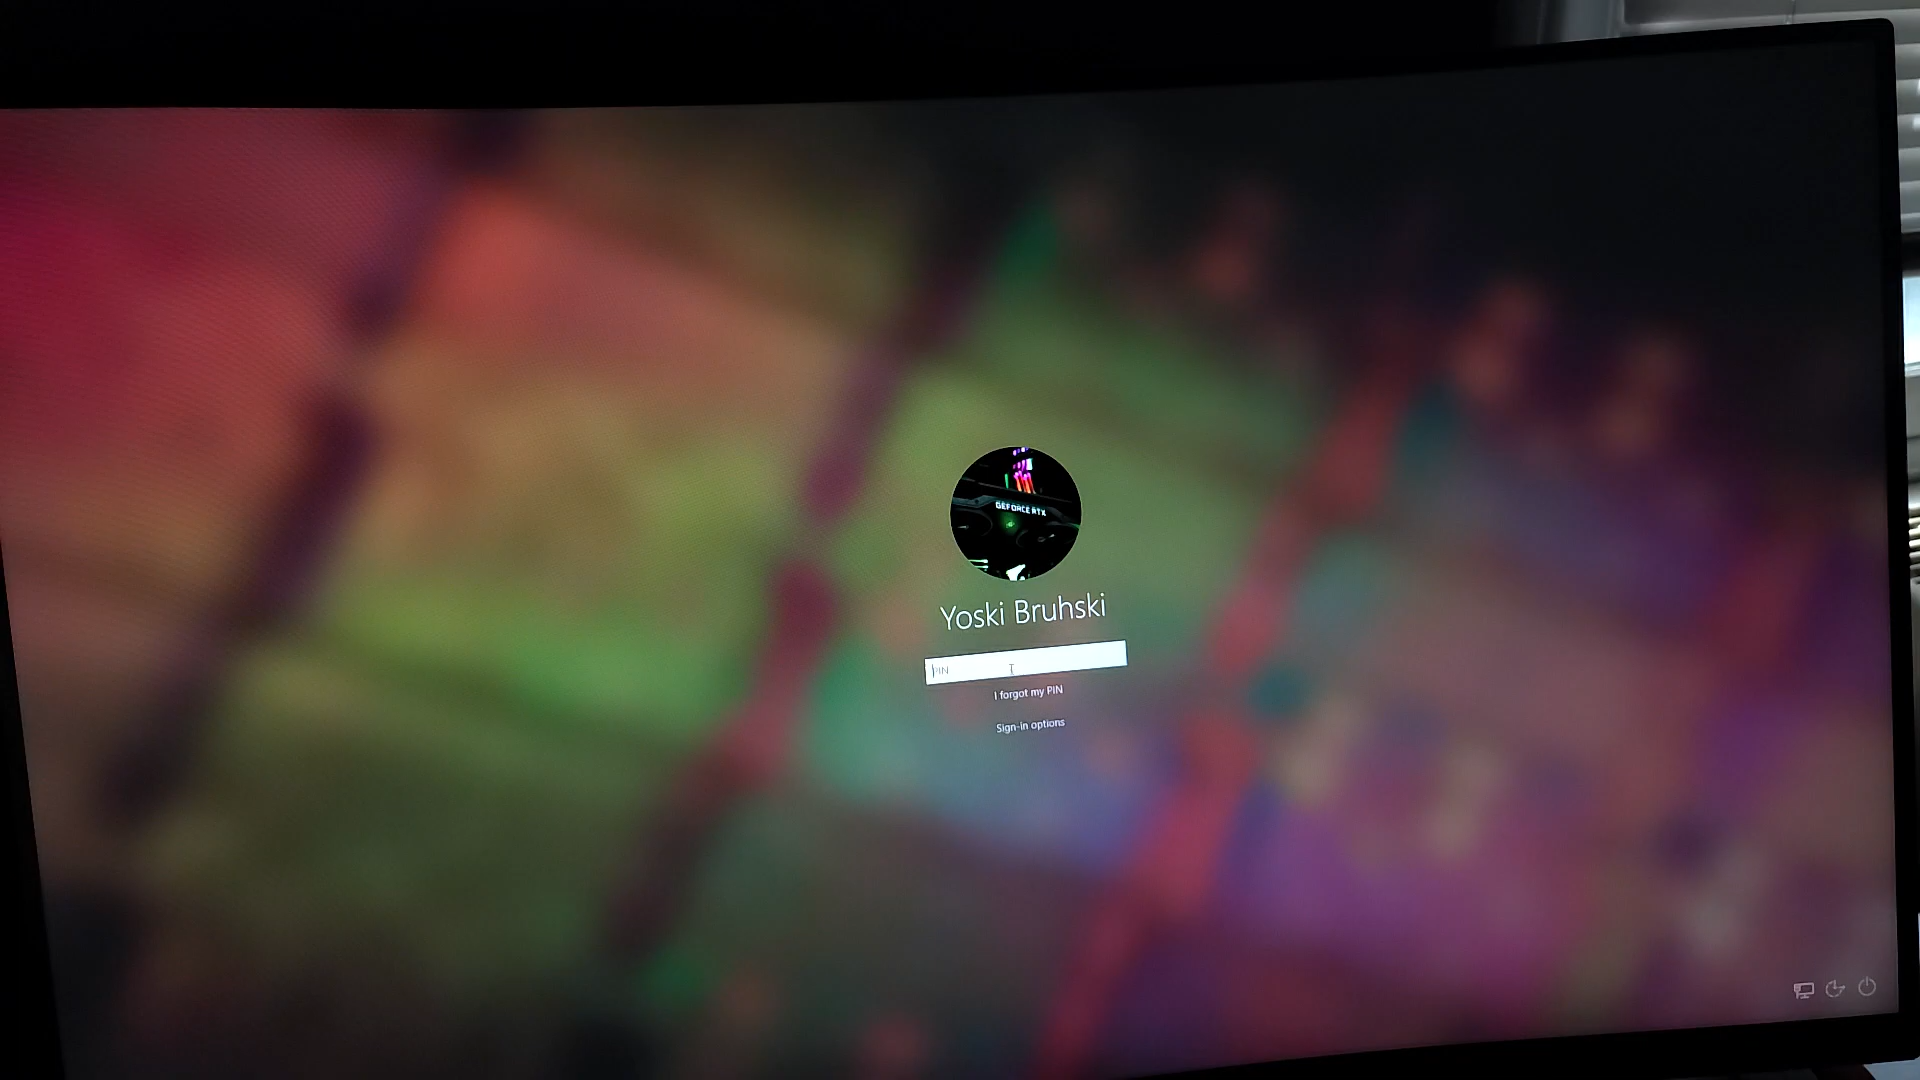 GEFORCE RTX
Yoski Bruhski
PIN
I forgot my PIN
Sign-in options